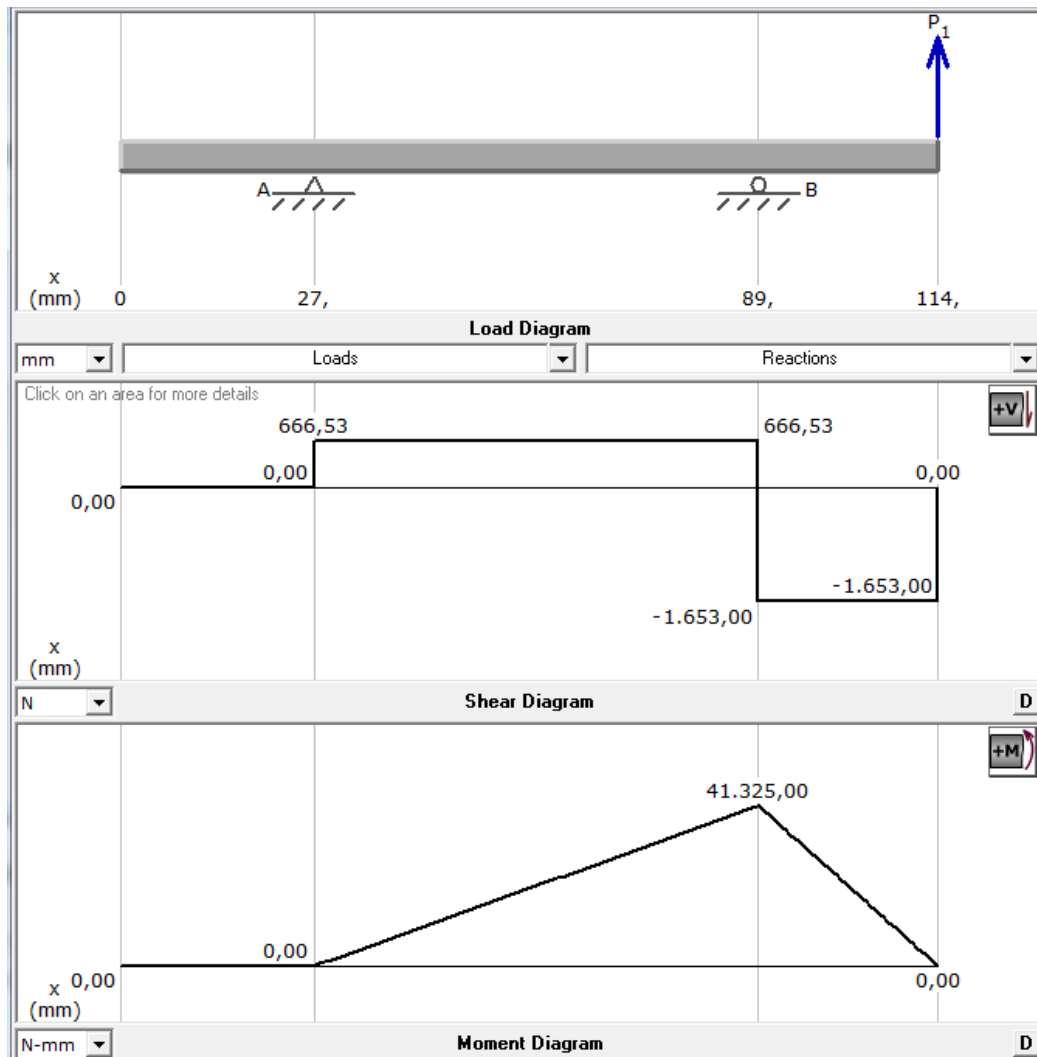 P1
A
B
x
(mm)
0
27,
89,
114,
Load Diagram
mm
Loads
Reactions
Click on an area for more details
+V
666,53
666,53
0,00
0,00
0,00
-1.653,00
-1.653,00
x
(mm)
N
Shear Diagram
D
+M
41.325,00
0,00
0,00
0,00
x
(mm)
N-mm
Moment Diagram
D